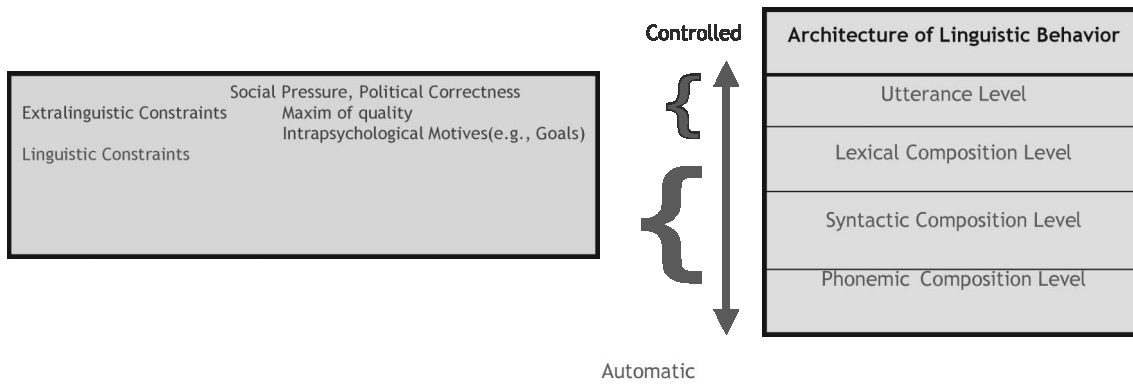 Controlled
Architecture of Linguistic Behavior
Social Pressure, Political Correctness
Extralinguistic Constraints Maxim of quality
Intrapsychological Motives(e.g., Goals)
Linguistic Constraints
Utterance Level
Lexical Composition Level
Syntactic Composition Level
Phonemic Composition Level
Automatic